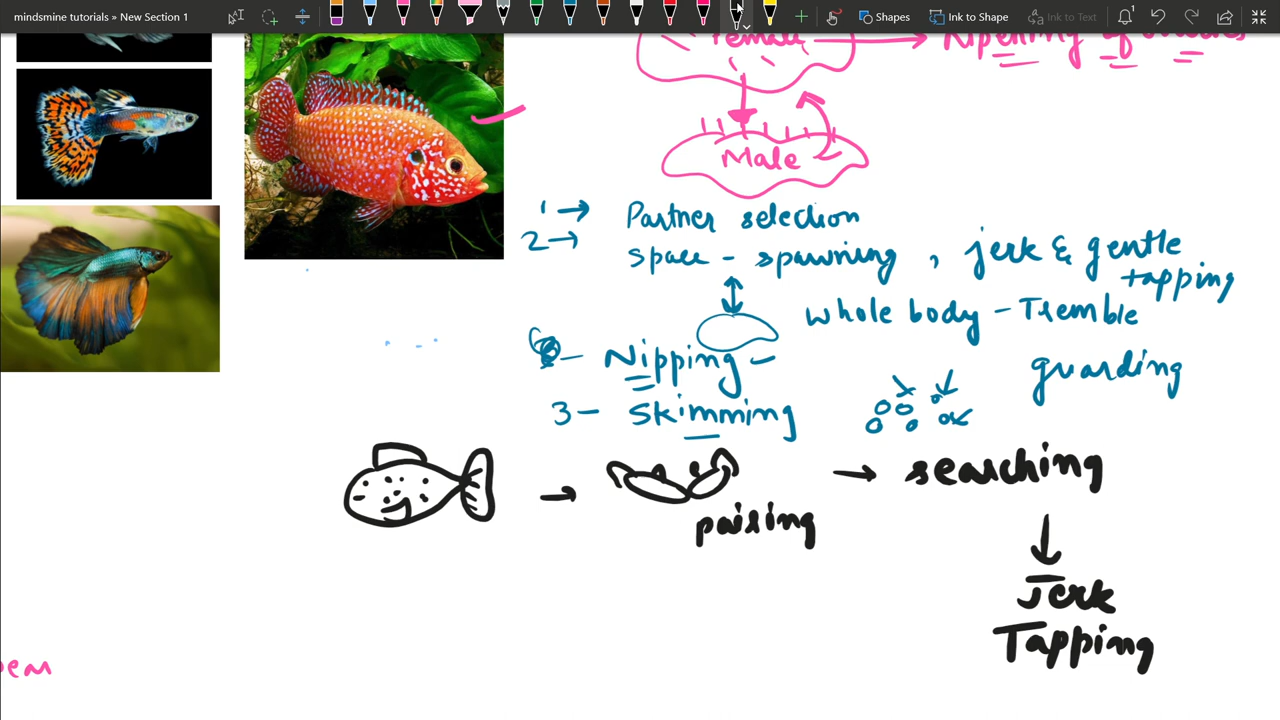 mindsmine tutorials » New Section 1
Shapes
Ink to Shape
Ink to Text
Female → Ripening of
Male
1 → Partner selection
2 → space - spawning , jerk & gentle
tapping
whole body - Tremble
Nipping -
guarding
3 - Skimming
→ pairing → searching
↓
Jerk
Tapping